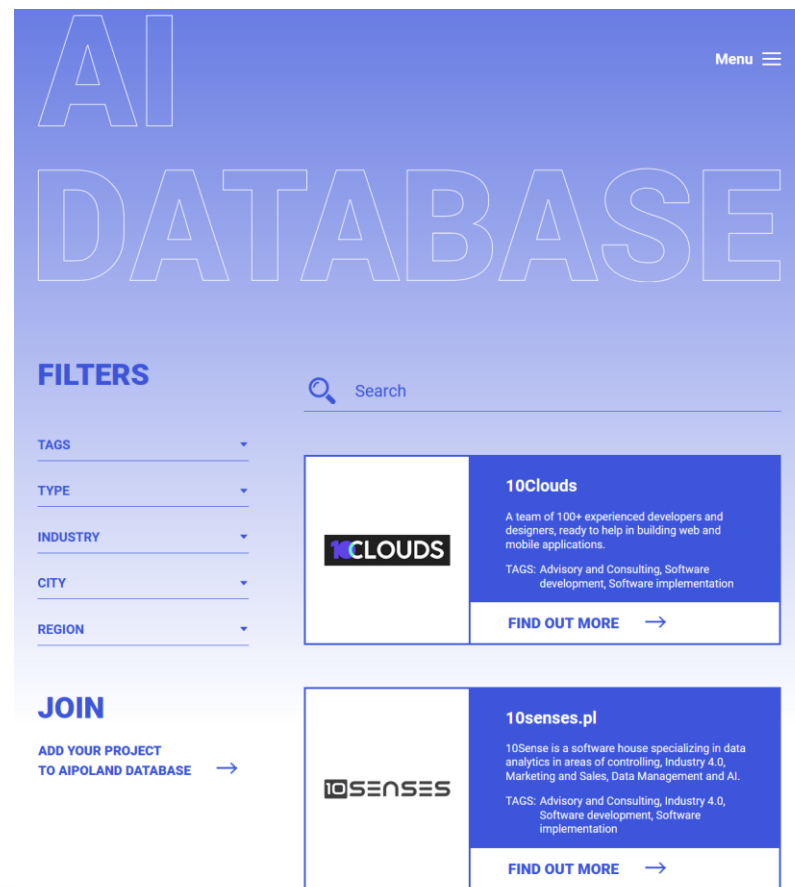 AI
Menu
DATABASE
FILTERS
TAGS
TYPE
INDUSTRY
CITY
REGION
JOIN
ADD YOUR PROJECT
TO AIPOLAND DATABASE
Search
10CLOUDS
10Clouds
A team of 100+ experienced developers and
designers, ready to help in building web and
mobile applications.
TAGS: Advisory and Consulting, Software
development, Software implementation
FIND OUT MORE
10SENSES
10senses.pl
10Sense is a software house specializing in data
analytics in areas of controlling, Industry 4.0,
Marketing and Sales, Data Management and AI.
TAGS: Advisory and Consulting, Industry 4.0,
Software development, Software
implementation
FIND OUT MORE